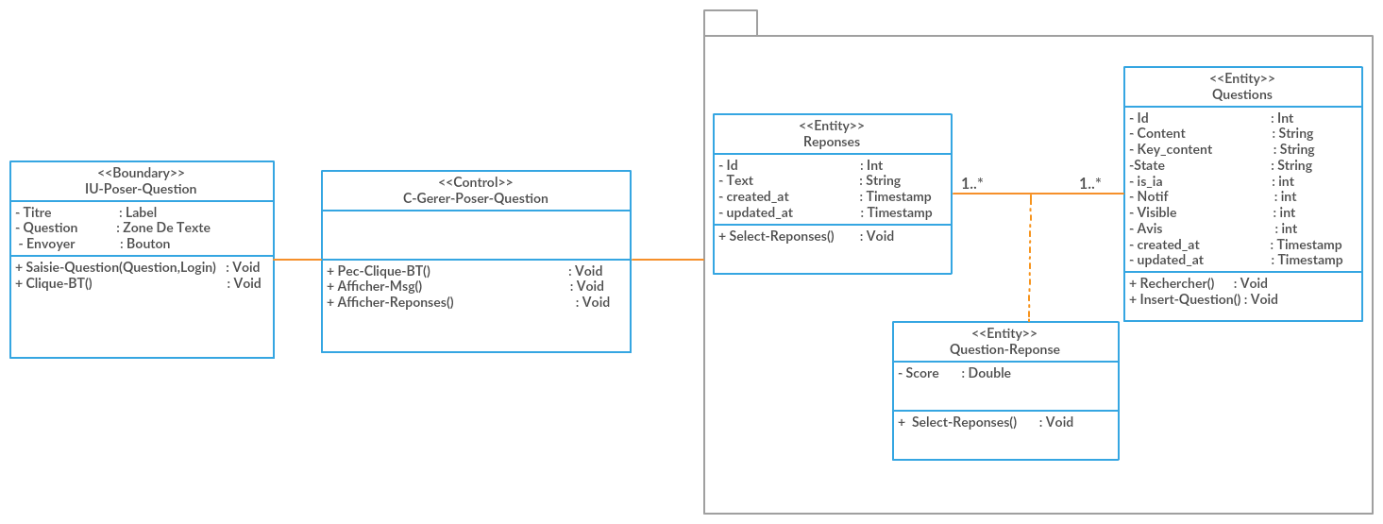 <<Boundary>>
IU-Poser-Question
- Titre : Label
- Question : Zone De Texte
- Envoyer : Bouton
+ Saisie-Question(Question,Login) : Void
+ Clique-BT() : Void
<<Control>>
C-Gerer-Poser-Question
+ Pec-Clique-BT() : Void
+ Afficher-Msg() : Void
+ Afficher-Reponses() : Void
<<Entity>>
Reponses
- Id : Int
- Text : String
- created_at : Timestamp
- updated_at : Timestamp
+ Select-Reponses() : Void
1..* 1..*
<<Entity>>
Questions
- Id : Int
- Content : String
- Key_content : String
-State : String
- is_ia : int
- Notif : int
- Visible : int
- Avis : int
- created_at : Timestamp
- updated_at : Timestamp
+ Rechercher() : Void
+ Insert-Question() : Void
<<Entity>>
Question-Reponse
- Score : Double
+ Select-Reponses() : Void